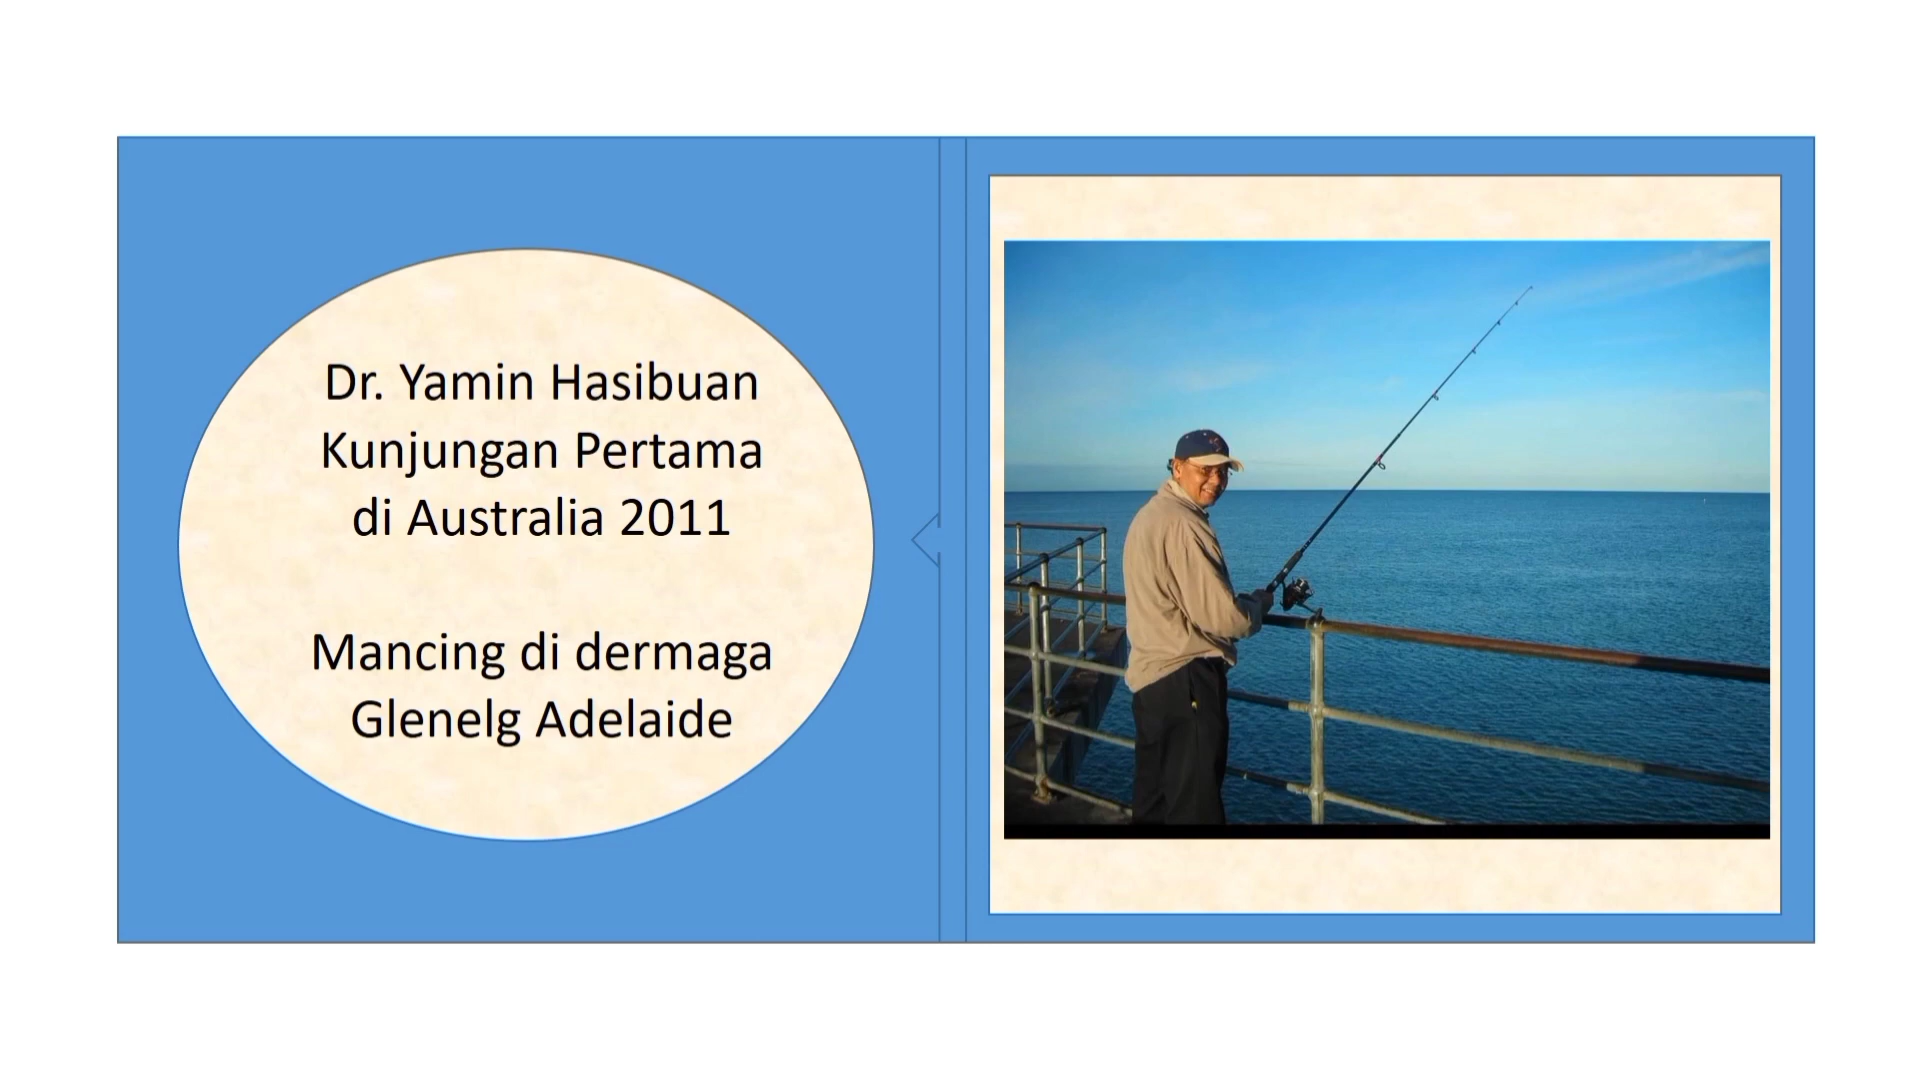 Dr. Yamin Hasibuan
Kunjungan Pertama
di Australia 2011
Mancing di dermaga
Glenelg Adelaide